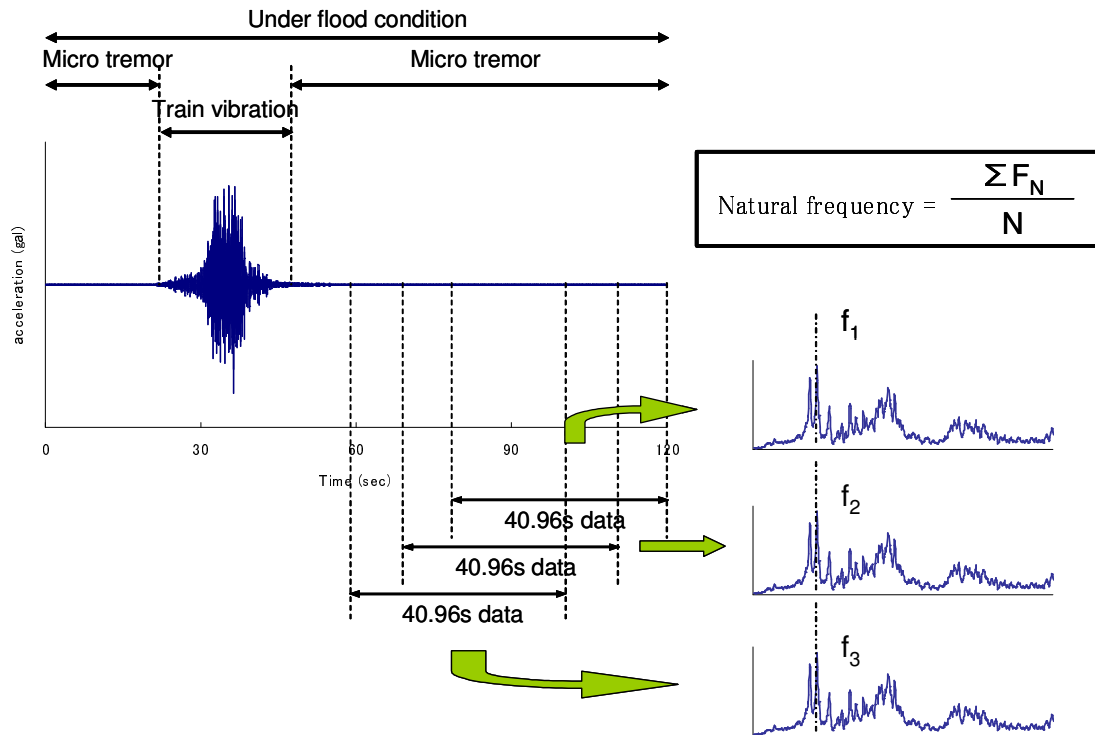 Under flood condition
Micro tremor
Micro tremor
Train vibration
Natural frequency = ΣF_N / N
acceleration (gal)
0 30 60 90 120
Time (sec)
40.96s data
40.96s data
40.96s data
f₁
f₂
f₃